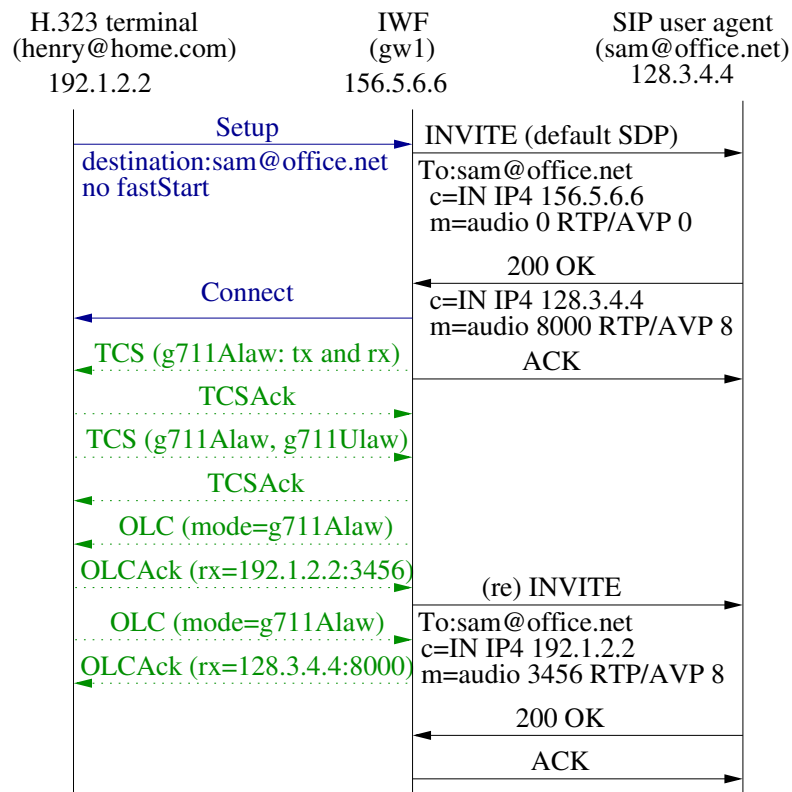 H.323 terminal
(henry@home.com)
192.1.2.2
IWF
(gw1)
156.5.6.6
SIP user agent
(sam@office.net)
128.3.4.4
Setup
destination:sam@office.net
no fastStart
INVITE (default SDP)
To:sam@office.net
c=IN IP4 156.5.6.6
m=audio 0 RTP/AVP 0
200 OK
c=IN IP4 128.3.4.4
m=audio 8000 RTP/AVP 8
Connect
TCS (g711Alaw: tx and rx)
ACK
TCSAck
TCS (g711Alaw, g711Ulaw)
TCSAck
OLC (mode=g711Alaw)
OLCAck (rx=192.1.2.2:3456)
(re) INVITE
To:sam@office.net
c=IN IP4 192.1.2.2
m=audio 3456 RTP/AVP 8
OLC (mode=g711Alaw)
OLCAck (rx=128.3.4.4:8000)
200 OK
ACK